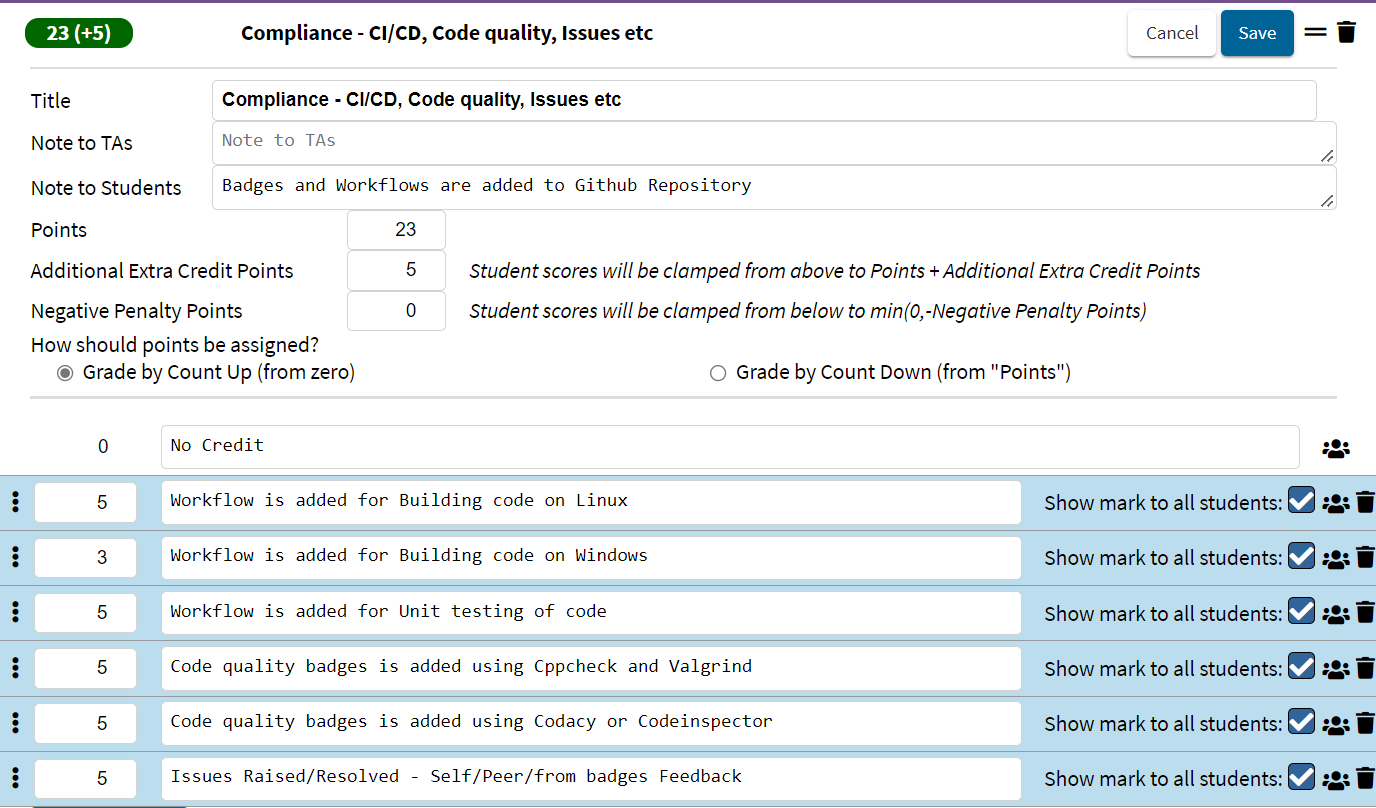 23 (+5) Compliance - CI/CD, Code quality, Issues etc Cancel Save
Title Compliance - CI/CD, Code quality, Issues etc
Note to TAs Note to TAs
Note to Students Badges and Workflows are added to Github Repository
Points 23
Additional Extra Credit Points 5 Student scores will be clamped from above to Points + Additional Extra Credit Points
Negative Penalty Points 0 Student scores will be clamped from below to min(0,-Negative Penalty Points)
How should points be assigned?
Grade by Count Up (from zero) Grade by Count Down (from "Points")
0 No Credit
5 Workflow is added for Building code on Linux Show mark to all students:
3 Workflow is added for Building code on Windows Show mark to all students:
5 Workflow is added for Unit testing of code Show mark to all students:
5 Code quality badges is added using Cppcheck and Valgrind Show mark to all students:
5 Code quality badges is added using Codacy or Codeinspector Show mark to all students:
5 Issues Raised/Resolved - Self/Peer/from badges Feedback Show mark to all students: